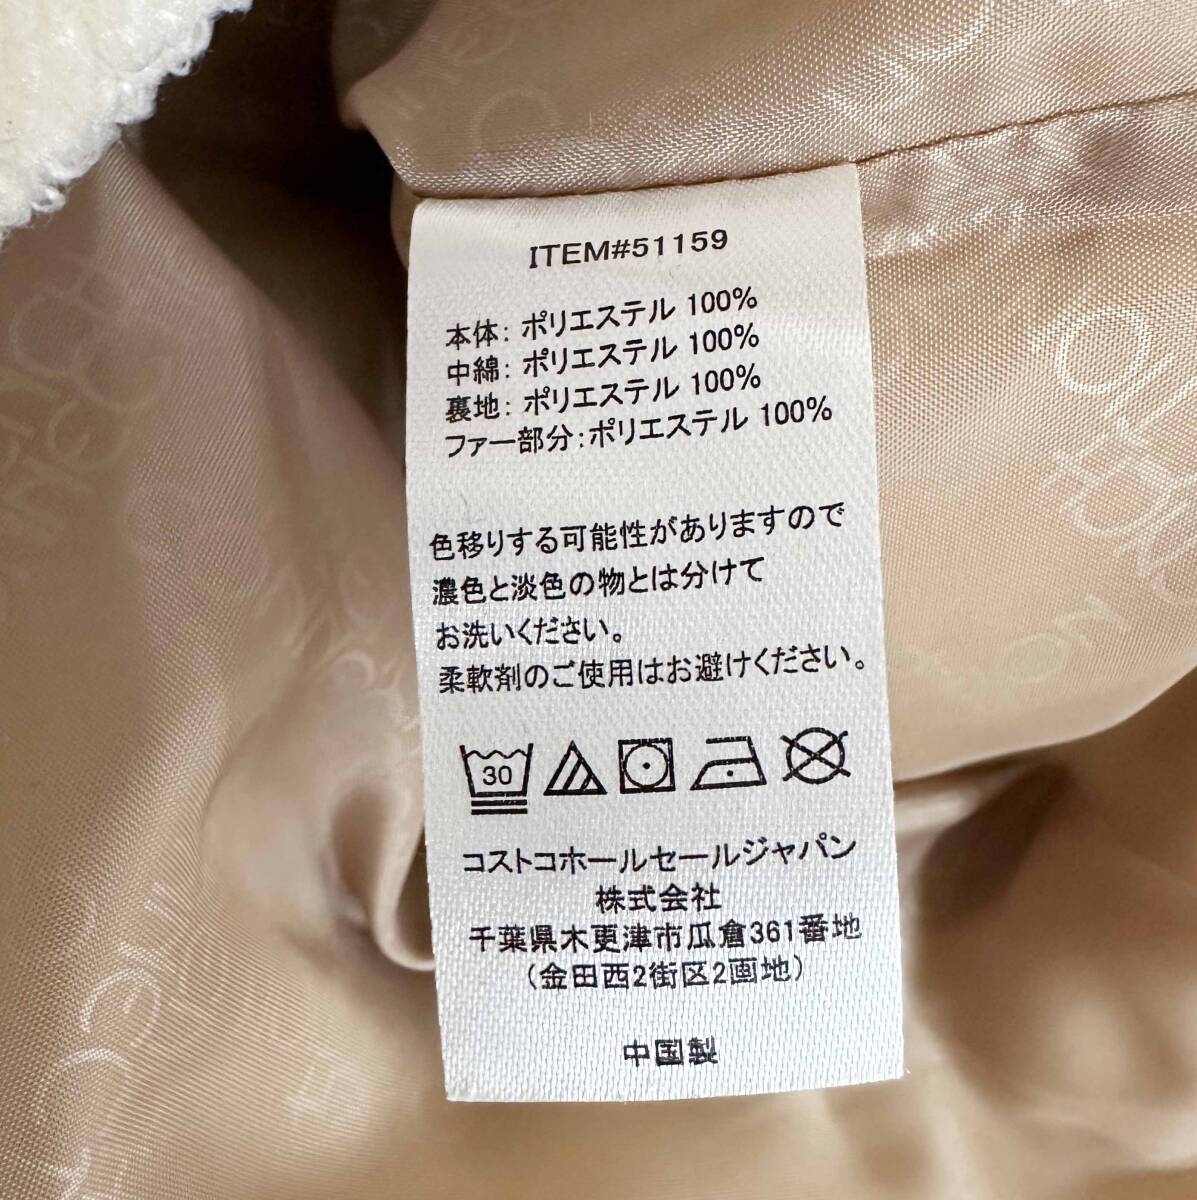 ITEM#51159
本体: ポリエステル 100%
中綿: ポリエステル 100%
裏地: ポリエステル 100%
ファー部分:ポリエステル 100%
色移りする可能性がありますので
濃色と淡色の物とは分けて
お洗いください。
柔軟剤のご使用はお避けください。
30
コストコホールセールジャパン
株式会社
千葉県木更津市瓜倉361番地
(金田西2街区2画地)
中国製